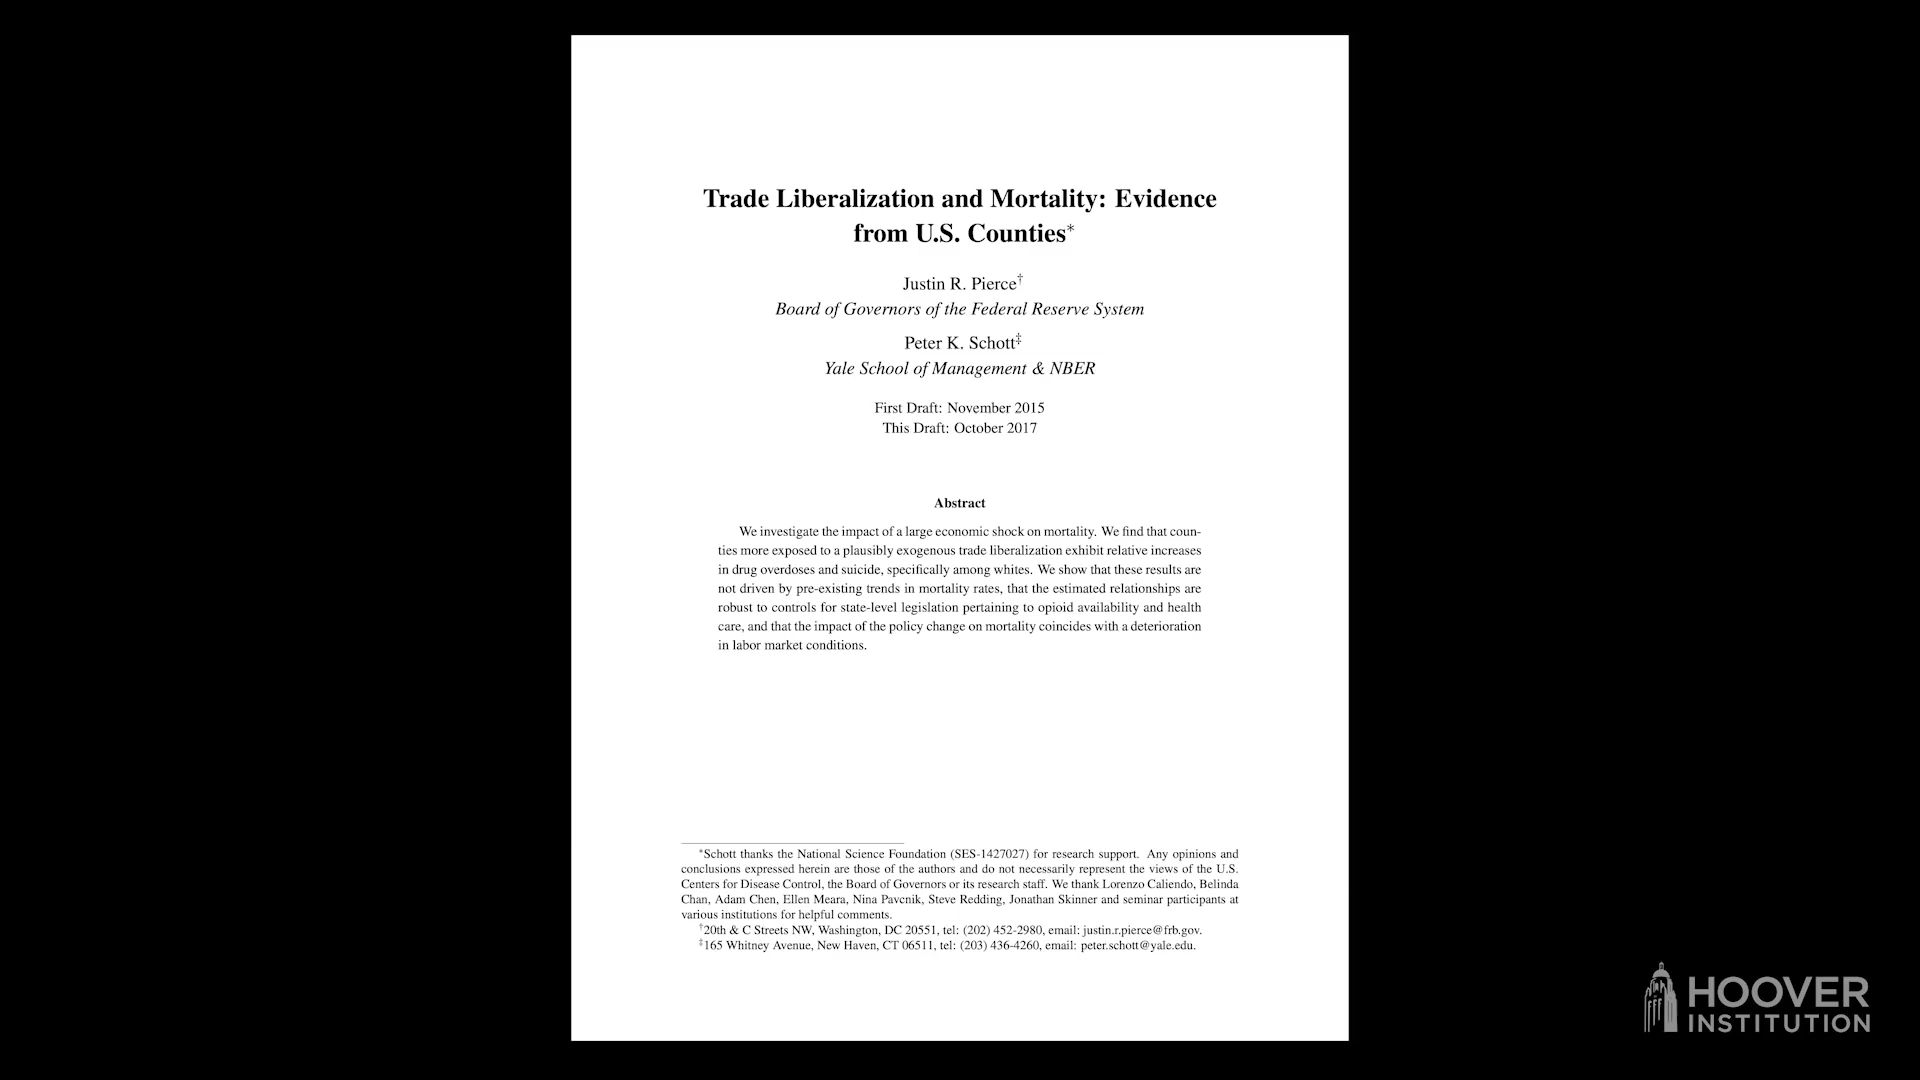 Trade Liberalization and Mortality: Evidence
from U.S. Counties*
Justin R. Pierce†
Board of Governors of the Federal Reserve System
Peter K. Schott‡
Yale School of Management & NBER
First Draft: November 2015
This Draft: October 2017
Abstract
We investigate the impact of a large economic shock on mortality. We find that coun-
ties more exposed to a plausibly exogenous trade liberalization exhibit relative increases
in drug overdoses and suicide, specifically among whites. We show that these results are
not driven by pre-existing trends in mortality rates, that the estimated relationships are
robust to controls for state-level legislation pertaining to opioid availability and health
care, and that the impact of the policy change on mortality coincides with a deterioration
in labor market conditions.
*Schott thanks the National Science Foundation (SES-1427027) for research support. Any opinions and
conclusions expressed herein are those of the authors and do not necessarily represent the views of the U.S.
Centers for Disease Control, the Board of Governors or its research staff. We thank Lorenzo Caliendo, Belinda
Chan, Adam Chen, Ellen Meara, Nina Pavcnik, Steve Redding, Jonathan Skinner and seminar participants at
various institutions for helpful comments.
†20th & C Streets NW, Washington, DC 20551, tel: (202) 452-2980, email: justin.r.pierce@frb.gov.
‡165 Whitney Avenue, New Haven, CT 06511, tel: (203) 436-4260, email: peter.schott@yale.edu.
HOOVER
INSTITUTION